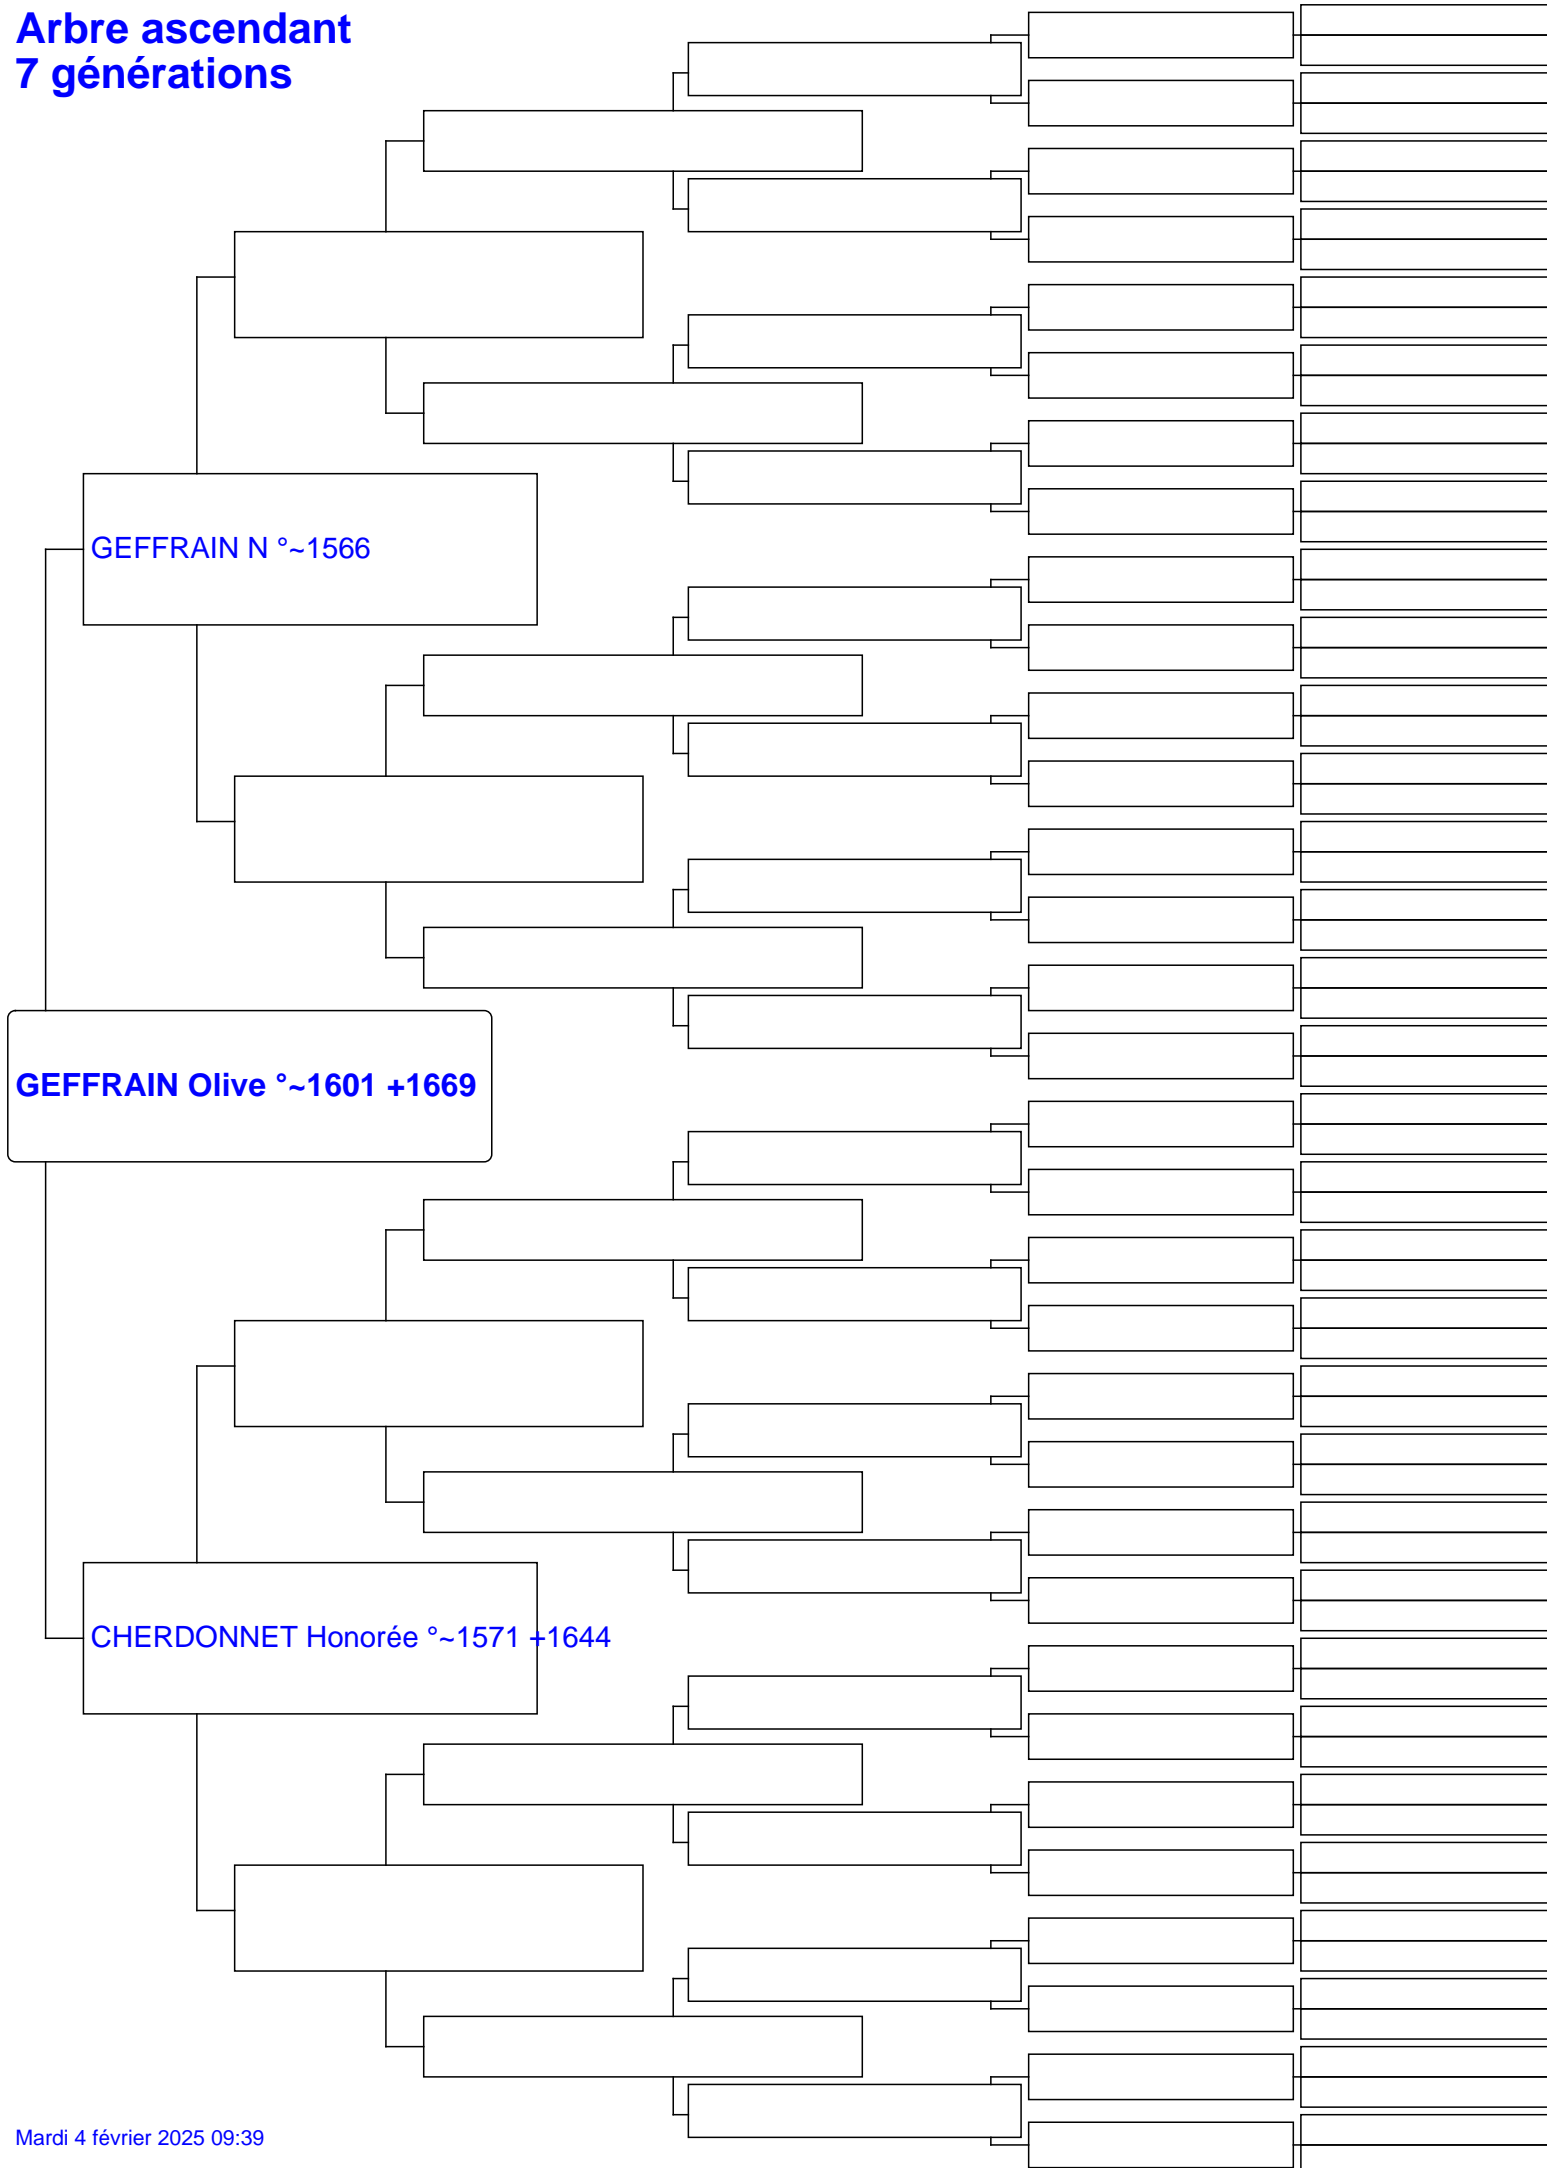 Arbre ascendant
7 générations
GEFFRAIN N °~1566
GEFFRAIN Olive °~1601 +1669
CHERDONNET Honorée °~1571 +1644
Mardi 4 février 2025 09:39